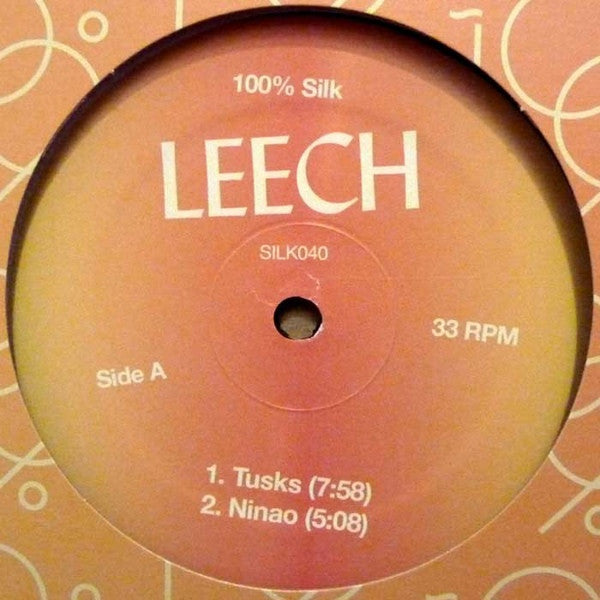 100% Silk
LEECH
SILK040
33 RPM
Side A
1. Tusks (7:58)
2. Ninao (5:08)